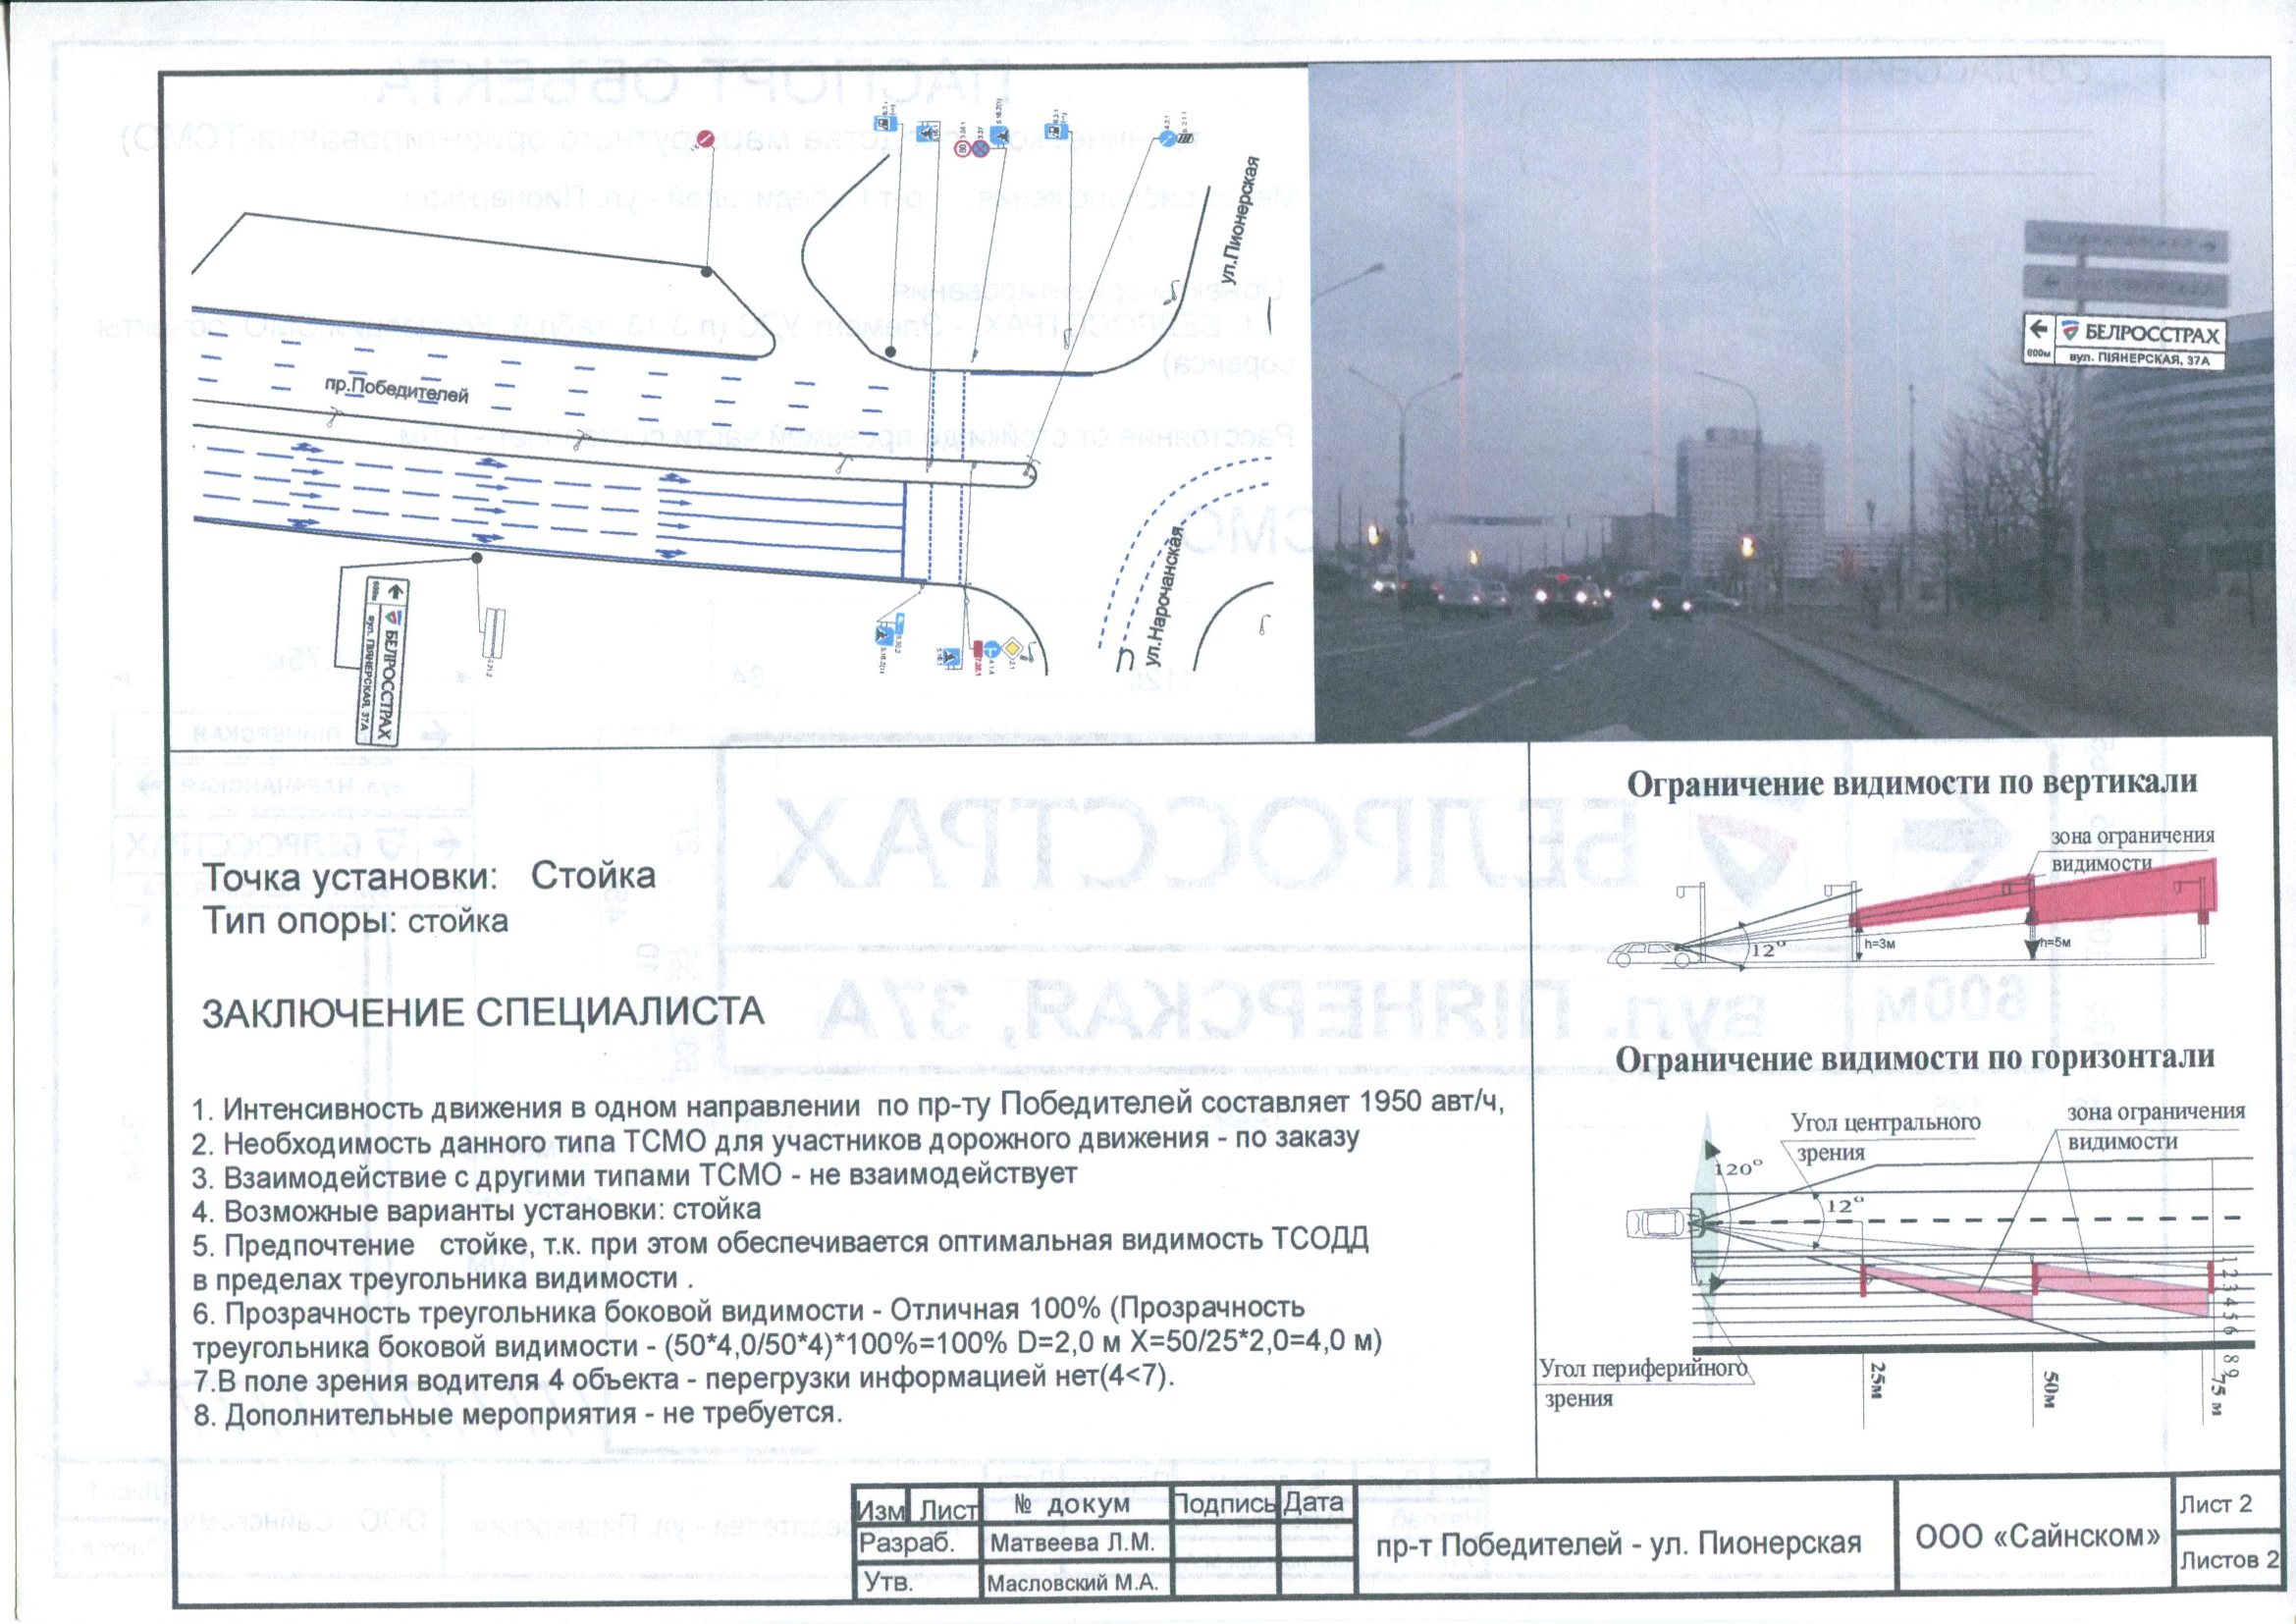 ул.Пионерская
пр.Победителей
ул.Нарочанская
БЕЛРОССТРАХ
600м
вул. ПІЯНЕРСКАЯ, 37А
БЕЛРОССТРАХ
600м
вул. ПІЯНЕРСКАЯ, 37А
Точка установки: Стойка
Тип опоры: стойка
ЗАКЛЮЧЕНИЕ СПЕЦИАЛИСТА
1. Интенсивность движения в одном направлении по пр-ту Победителей составляет 1950 авт/ч,
2. Необходимость данного типа ТСМО для участников дорожного движения - по заказу
3. Взаимодействие с другими типами ТСМО - не взаимодействует
4. Возможные варианты установки: стойка
5. Предпочтение стойке, т.к. при этом обеспечивается оптимальная видимость ТСОДД
в пределах треугольника видимости .
6. Прозрачность треугольника боковой видимости - Отличная 100% (Прозрачность
треугольника боковой видимости - (50*4,0/50*4)*100%=100% D=2,0 м X=50/25*2,0=4,0 м)
7.В поле зрения водителя 4 объекта - перегрузки информацией нет(4<7).
8. Дополнительные мероприятия - не требуется.
Ограничение видимости по вертикали
зона ограничения
видимости
12°
h=3м
h=5м
Ограничение видимости по горизонтали
Угол центрального
зрения
зона ограничения
видимости
120°
12°
1 2 3 4 5 6 8 9
Угол периферийного
зрения
25м
50м
75 м
Изм Лист № докум Подпись Дата
Разраб. Матвеева Л.М.
Утв. Масловский М.А.
пр-т Победителей - ул. Пионерская
ООО «Сайнском»
Лист 2
Листов 2